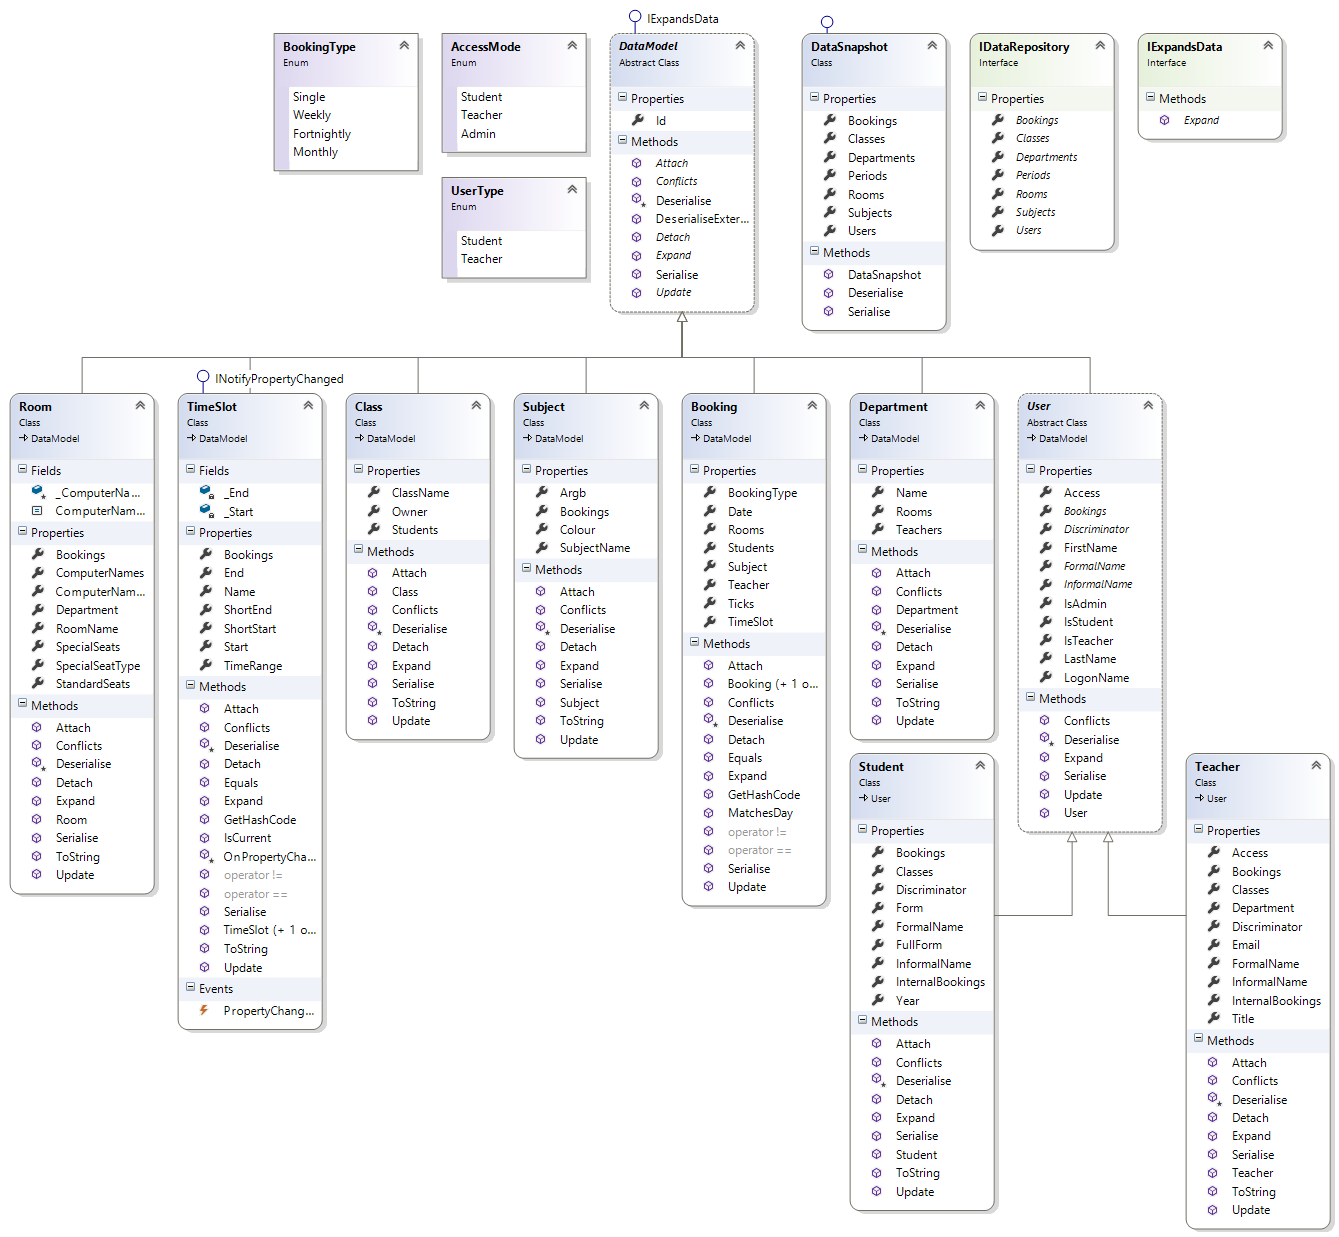 IExpandsData
BookingType
Enum
Single
Weekly
Fortnightly
Monthly
AccessMode
Enum
Student
Teacher
Admin
UserType
Enum
Student
Teacher
DataModel
Abstract Class
Properties
Id
Methods
Attach
Conflicts
Deserialise
DeserialiseExter...
Detach
Expand
Serialise
Update
DataSnapshot
Class
Properties
Bookings
Classes
Departments
Periods
Rooms
Subjects
Users
Methods
DataSnapshot
Deserialise
Serialise
IDataRepository
Interface
Properties
Bookings
Classes
Departments
Periods
Rooms
Subjects
Users
IExpandsData
Interface
Methods
Expand
Room
Class
DataModel
Fields
_ComputerNa...
ComputerNam...
Properties
Bookings
ComputerNames
ComputerNam...
Department
RoomName
SpecialSeats
SpecialSeatType
StandardSeats
Methods
Attach
Conflicts
Deserialise
Detach
Expand
Room
Serialise
ToString
Update
INotifyPropertyChanged
TimeSlot
Class
DataModel
Fields
_End
_Start
Properties
Bookings
End
Name
ShortEnd
ShortStart
Start
TimeRange
Methods
Attach
Conflicts
Deserialise
Detach
Equals
Expand
GetHashCode
IsCurrent
OnPropertyCha...
operator !=
operator ==
Serialise
TimeSlot (+ 1 o...
ToString
Update
Events
PropertyChang...
Class
Class
DataModel
Properties
ClassName
Owner
Students
Methods
Attach
Class
Conflicts
Deserialise
Detach
Expand
Serialise
ToString
Update
Subject
Class
DataModel
Properties
Argb
Bookings
Colour
SubjectName
Methods
Attach
Conflicts
Deserialise
Detach
Expand
Serialise
Subject
ToString
Update
Booking
Class
DataModel
Properties
BookingType
Date
Rooms
Students
Subject
Teacher
Ticks
TimeSlot
Methods
Attach
Booking (+ 1 o...
Conflicts
Deserialise
Detach
Equals
Expand
GetHashCode
MatchesDay
operator !=
operator ==
Serialise
Update
Department
Class
DataModel
Properties
Name
Rooms
Teachers
Methods
Attach
Conflicts
Department
Deserialise
Detach
Expand
Serialise
ToString
Update
User
Abstract Class
DataModel
Properties
Access
Bookings
Discriminator
FirstName
FormalName
InformalName
IsAdmin
IsStudent
IsTeacher
LastName
LogonName
Methods
Conflicts
Deserialise
Expand
Serialise
Update
User
Student
Class
User
Properties
Bookings
Classes
Discriminator
Form
FormalName
FullForm
InformalName
InternalBookings
Year
Methods
Attach
Conflicts
Deserialise
Detach
Expand
Serialise
Student
ToString
Update
Teacher
Class
User
Properties
Access
Bookings
Classes
Department
Discriminator
Email
FormalName
InformalName
InternalBookings
Title
Methods
Attach
Conflicts
Deserialise
Detach
Expand
Serialise
Teacher
ToString
Update